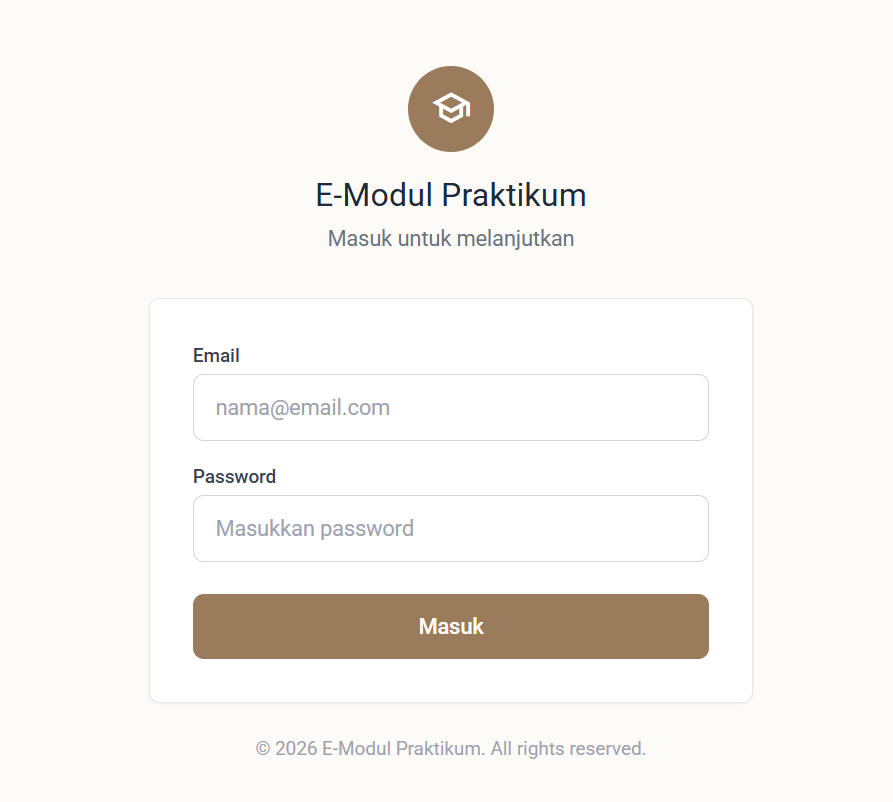 E-Modul Praktikum
Masuk untuk melanjutkan
Email
nama@email.com
Password
Masukkan password
Masuk
© 2026 E-Modul Praktikum. All rights reserved.